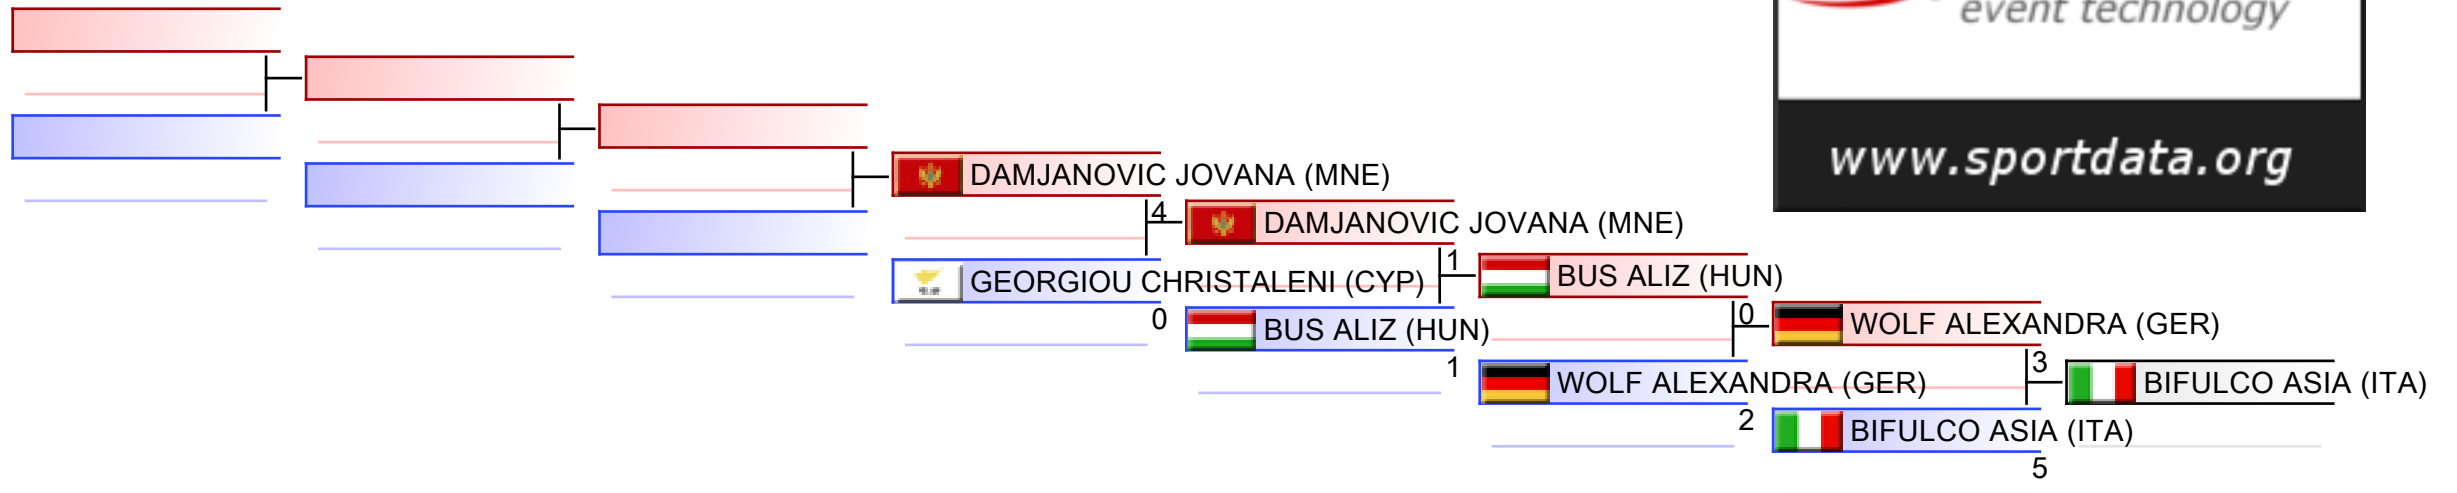 event technology
www.sportdata.org
DAMJANOVIC JOVANA (MNE)
4
DAMJANOVIC JOVANA (MNE)
GEORGIOU CHRISTALENI (CYP)
0
1
BUS ALIZ (HUN)
BUS ALIZ (HUN)
1
0
WOLF ALEXANDRA (GER)
WOLF ALEXANDRA (GER)
2
3
BIFULCO ASIA (ITA)
BIFULCO ASIA (ITA)
5